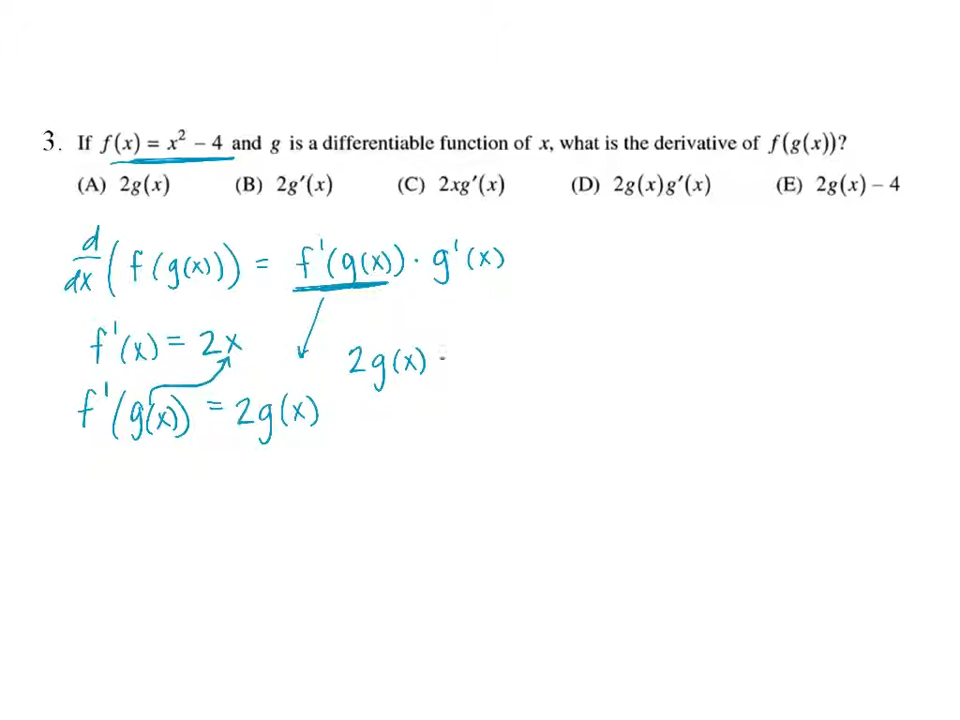 3. If f(x) = x² − 4 and g is a differentiable function of x, what is the derivative of f(g(x))?
(A) 2g(x) (B) 2g′(x) (C) 2xg′(x) (D) 2g(x)g′(x) (E) 2g(x) − 4
d/dx (f(g(x))) = f'(g(x)) · g'(x)
f'(x) = 2x
2g(x) ·
f'(g(x)) = 2g(x)